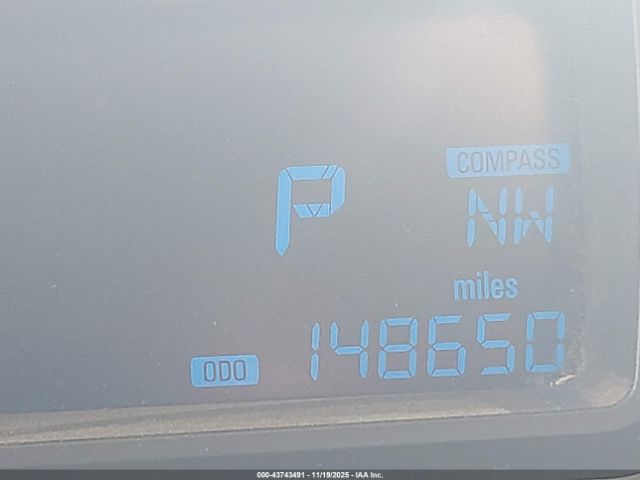 COMPASS
P NW
miles
ODO 148650
000-43743491 - 11/19/2025 - IAA Inc.